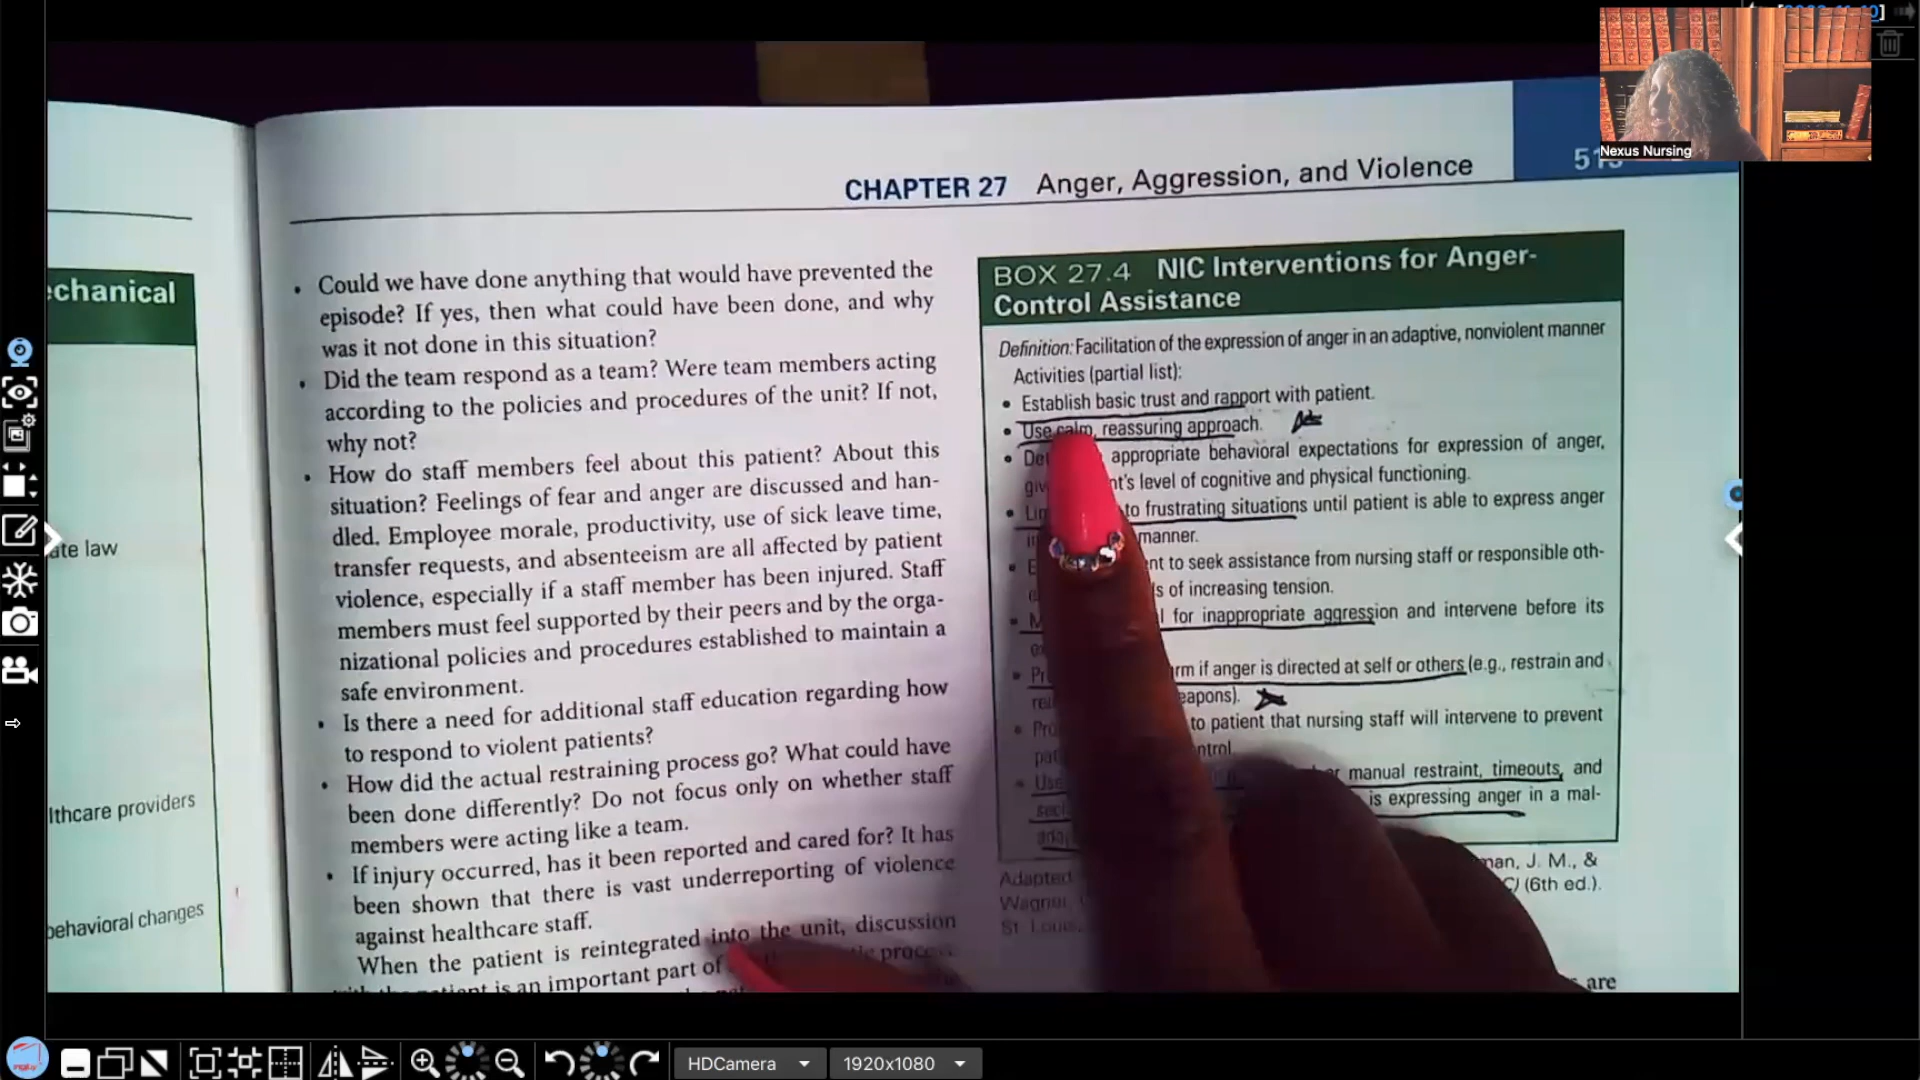 Nexus Nursing
CHAPTER 27 Anger, Aggression, and Violence
echanical
ate law
lthcare providers
behavioral changes
• Could we have done anything that would have prevented the
episode? If yes, then what could have been done, and why
was it not done in this situation?
• Did the team respond as a team? Were team members acting
according to the policies and procedures of the unit? If not,
why not?
• How do staff members feel about this patient? About this
situation? Feelings of fear and anger are discussed and han-
dled. Employee morale, productivity, use of sick leave time,
transfer requests, and absenteeism are all affected by patient
violence, especially if a staff member has been injured. Staff
members must feel supported by their peers and by the orga-
nizational policies and procedures established to maintain a
safe environment.
• Is there a need for additional staff education regarding how
to respond to violent patients?
• How did the actual restraining process go? What could have
been done differently? Do not focus only on whether staff
members were acting like a team.
• If injury occurred, has it been reported and cared for? It has
been shown that there is vast underreporting of violence
against healthcare staff.
When the patient is reintegrated into the unit, discussion
patient is an important part of
BOX 27.4 NIC Interventions for Anger-
Control Assistance
Definition: Facilitation of the expression of anger in an adaptive, nonviolent manner
Activities (partial list):
• Establish basic trust and rapport with patient.
• Use calm, reassuring approach.
• appropriate behavioral expectations for expression of anger,
level of cognitive and physical functioning.
• to frustrating situations until patient is able to express anger
manner.
• to seek assistance from nursing staff or responsible oth-
of increasing tension.
• for inappropriate aggression and intervene before its
• if anger is directed at self or others (e.g., restrain and
• to patient that nursing staff will intervene to prevent
• Use manual restraint, timeouts, and
is expressing anger in a mal-
Adapted J. M., &
(6th ed.).
St. Louis,
are
HDCamera
1920x1080